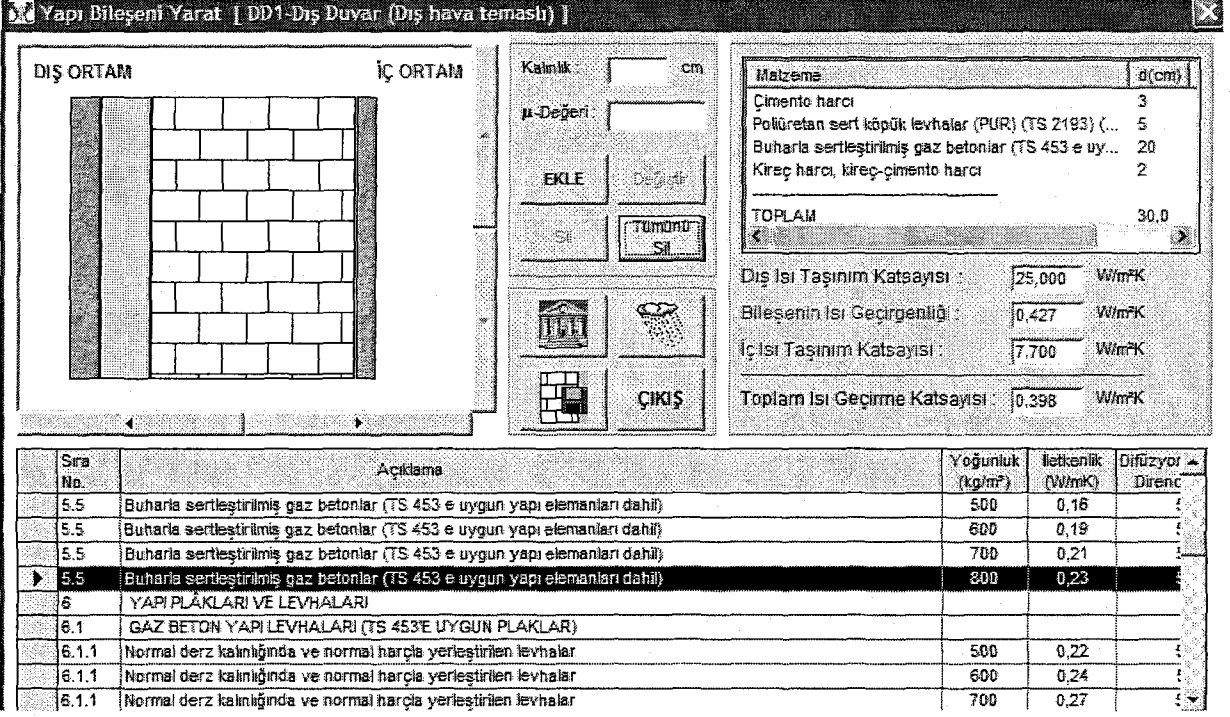 Yapı Bileşeni Yarat [ DD1-Dış Duvar (Dış hava temaslı) ]
DIŞ ORTAM İÇ ORTAM
Kalınlık : cm
µ-Değeri :
EKLE Değiştir
Sil Tümünü Sil
ÇIKIŞ
Malzeme d(cm)
Çimento harcı 3
Poliüretan sert köpük levhalar (PUR) (TS 2193) (... 5
Buharla sertleştirilmiş gaz betonlar (TS 453 e uy... 20
Kireç harcı, kireç-çimento harcı 2
TOPLAM 30,0
Dış Isı Taşınım Katsayısı : 25,000 W/m²K
Bileşenin Isı Geçirgenliği : 0,427 W/m²K
İç Isı Taşınım Katsayısı : 7,700 W/m²K
Toplam Isı Geçirme Katsayısı : 0,398 W/m²K
Sıra No. Açıklama Yoğunluk (kg/m³) İletkenlik (W/mK) Difüzyon Direnc
5.5 Buharla sertleştirilmiş gaz betonlar (TS 453 e uygun yapı elemanları dahil) 500 0,16
5.5 Buharla sertleştirilmiş gaz betonlar (TS 453 e uygun yapı elemanları dahil) 600 0,19
5.5 Buharla sertleştirilmiş gaz betonlar (TS 453 e uygun yapı elemanları dahil) 700 0,21
5.5 Buharla sertleştirilmiş gaz betonlar (TS 453 e uygun yapı elemanları dahil) 800 0,23
6 YAPI PLÂKLARI VE LEVHALARI
6.1 GAZ BETON YAPI LEVHALARI (TS 453'E UYGUN PLAKLAR)
6.1.1 Normal derz kalınlığında ve normal harçla yerleştirilen levhalar 500 0,22
6.1.1 Normal derz kalınlığında ve normal harçla yerleştirilen levhalar 600 0,24
6.1.1 Normal derz kalınlığında ve normal harçla yerleştirilen levhalar 700 0,27